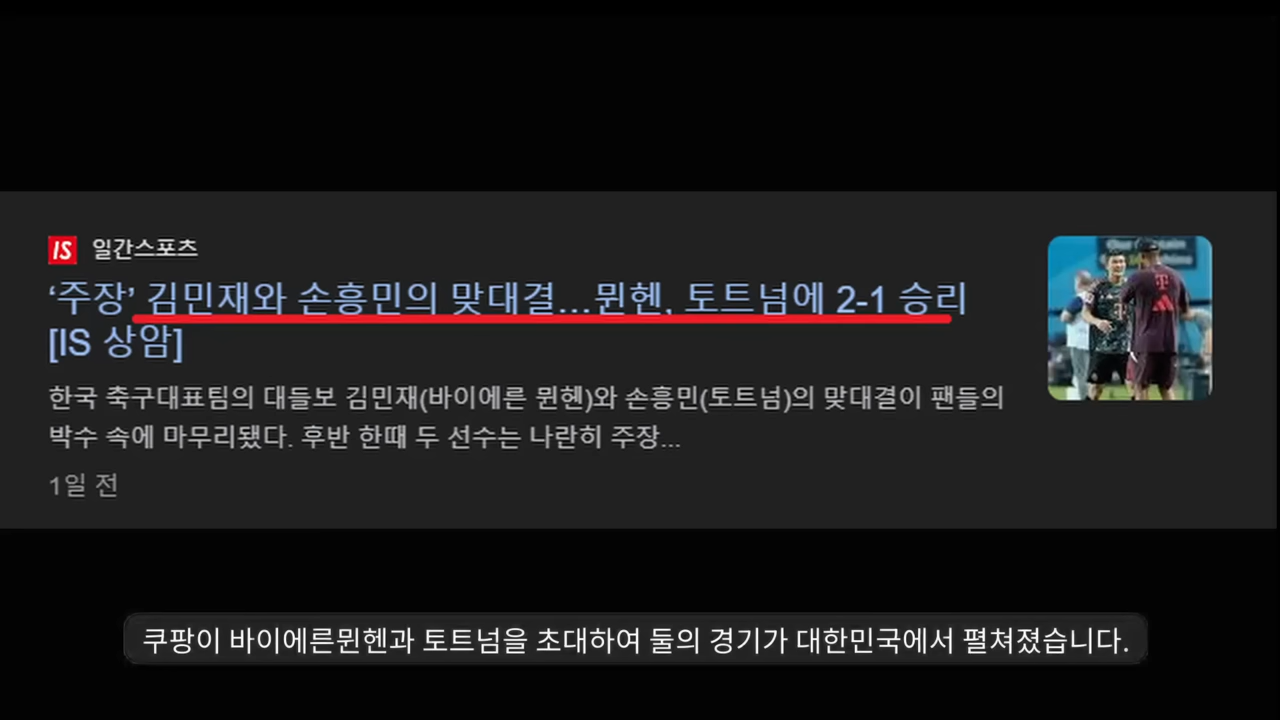 IS 일간스포츠
‘주장’ 김민재와 손흥민의 맞대결...뮌헨, 토트넘에 2-1 승리
[IS 상암]
한국 축구대표팀의 대들보 김민재(바이에른 뮌헨)와 손흥민(토트넘)의 맞대결이 팬들의
박수 속에 마무리됐다. 후반 한때 두 선수는 나란히 주장...
1일 전
쿠팡이 바이에른뮌헨과 토트넘을 초대하여 둘의 경기가 대한민국에서 펼쳐졌습니다.